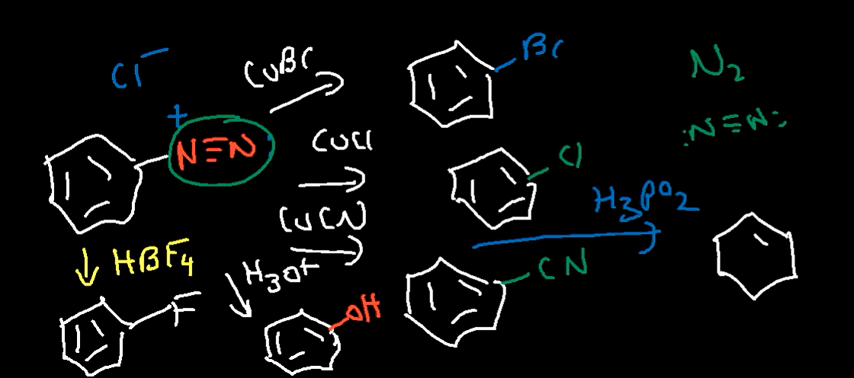 Cl⁻
CuBr
Br
N₂
+
N≡N:
CuCl
:N≡N:
Cl
H₃PO₂
CuCN
HBF₄
H₃O+
CN
F
OH